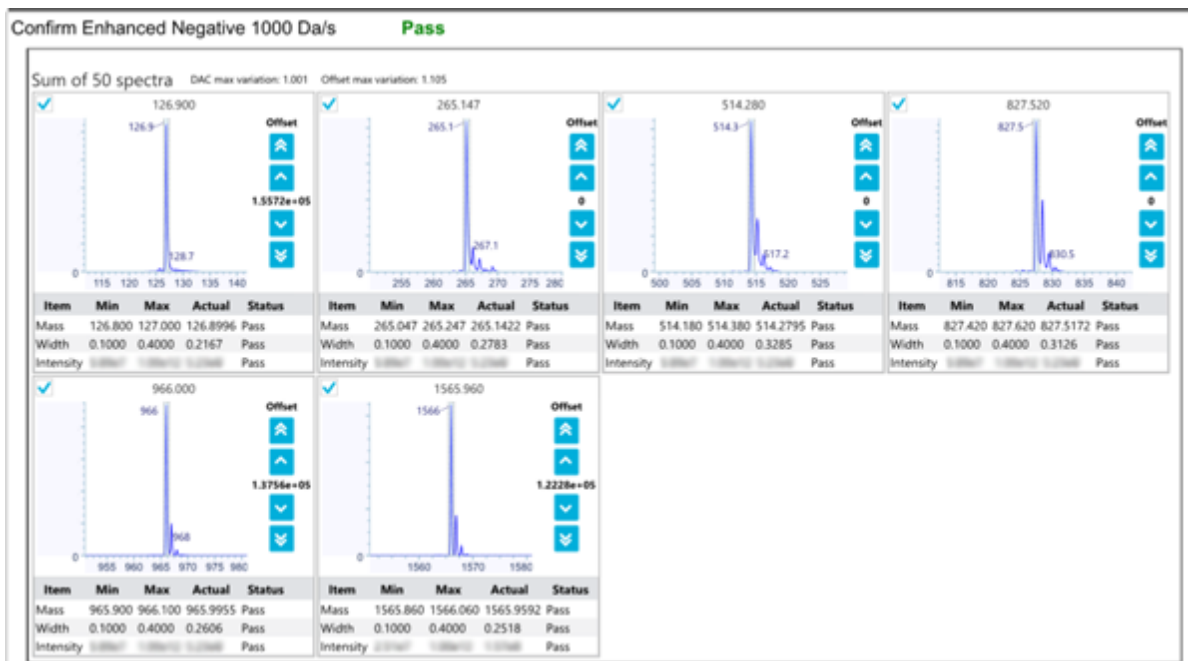 Confirm Enhanced Negative 1000 Da/s Pass
Sum of 50 spectra DAC max variation: 1.001 Offset max variation: 1.105
126.900
126.9
128.7
0
115 120 125 130 135 140
Offset
1.5572e+05
Item Min Max Actual Status
Mass 126.800 127.000 126.8996 Pass
Width 0.1000 0.4000 0.2167 Pass
Intensity Pass
265.147
265.1
267.1
0
255 260 265 270 275 280
Offset
0
Item Min Max Actual Status
Mass 265.047 265.247 265.1422 Pass
Width 0.1000 0.4000 0.2783 Pass
Intensity Pass
514.280
514.3
517.2
0
500 505 510 515 520 525
Offset
0
Item Min Max Actual Status
Mass 514.180 514.380 514.2795 Pass
Width 0.1000 0.4000 0.3285 Pass
Intensity Pass
827.520
827.5
830.5
0
815 820 825 830 835 840
Offset
0
Item Min Max Actual Status
Mass 827.420 827.620 827.5172 Pass
Width 0.1000 0.4000 0.3126 Pass
Intensity Pass
966.000
966
968
0
955 960 965 970 975 980
Offset
1.3756e+05
Item Min Max Actual Status
Mass 965.900 966.100 965.9955 Pass
Width 0.1000 0.4000 0.2606 Pass
Intensity Pass
1565.960
1566
0
1560 1570 1580
Offset
1.2228e+05
Item Min Max Actual Status
Mass 1565.860 1566.060 1565.9592 Pass
Width 0.1000 0.4000 0.2518 Pass
Intensity Pass